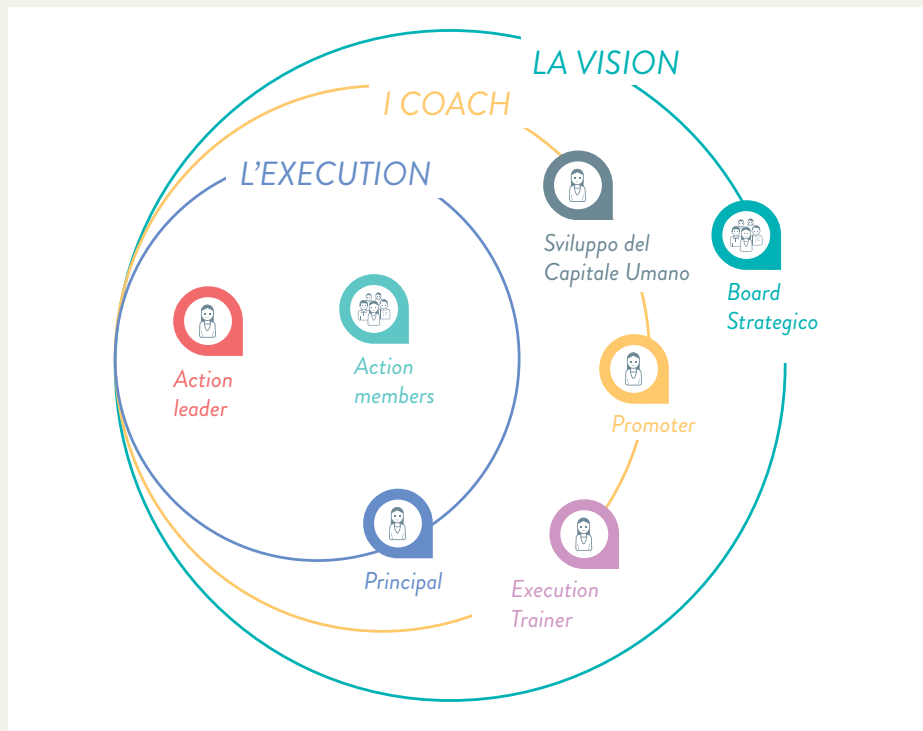 LA VISION
I COACH
L'EXECUTION
Sviluppo del
Capitale Umano
Board
Strategico
Action
leader
Action
members
Promoter
Principal
Execution
Trainer